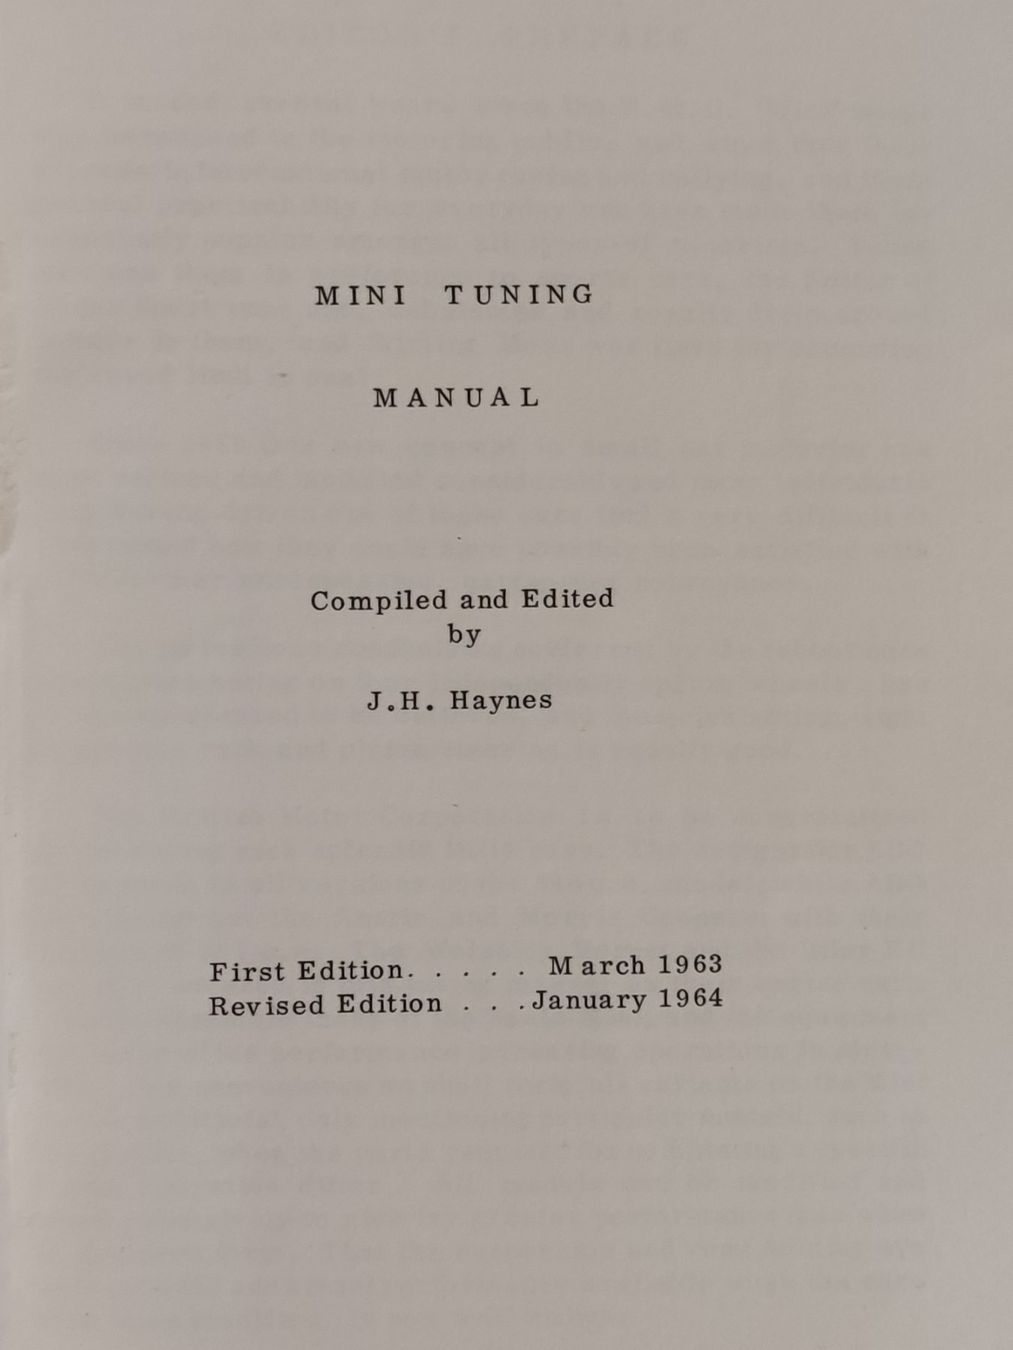 MINI TUNING
MANUAL
Compiled and Edited
by
J.H. Haynes
First Edition. . . . . March 1963
Revised Edition . . . January 1964